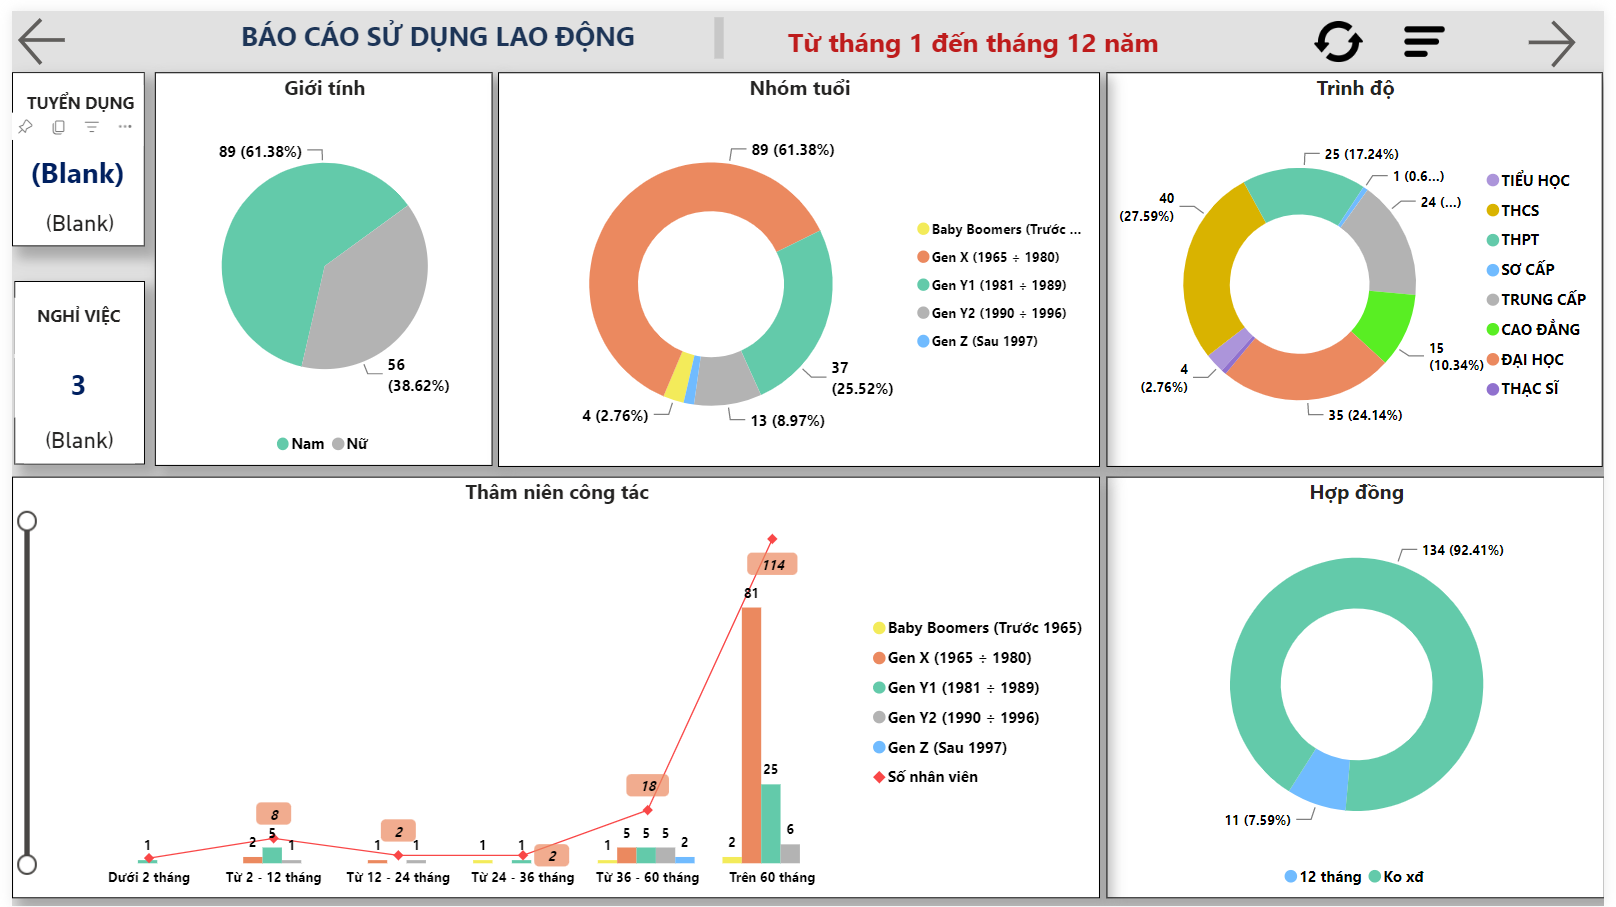 BÁO CÁO SỬ DỤNG LAO ĐỘNG
Từ tháng 1 đến tháng 12 năm
TUYỂN DỤNG
(Blank)
(Blank)
NGHỈ VIỆC
3
(Blank)
Giới tính
89 (61.38%)
56
(38.62%)
Nam
Nữ
Nhóm tuổi
89 (61.38%)
37
(25.52%)
13 (8.97%)
4 (2.76%)
Baby Boomers (Trước ...
Gen X (1965 ÷ 1980)
Gen Y1 (1981 ÷ 1989)
Gen Y2 (1990 ÷ 1996)
Gen Z (Sau 1997)
Trình độ
25 (17.24%)
1 (0.6...)
24 (...)
15
(10.34%)
35 (24.14%)
4
(2.76%)
40
(27.59%)
TIỂU HỌC
THCS
THPT
SƠ CẤP
TRUNG CẤP
CAO ĐẲNG
ĐẠI HỌC
THẠC SĨ
Thâm niên công tác
1
8
2
5
1
2
1
1
1
1
2
18
1
5
5
5
2
114
2
81
25
6
Dưới 2 tháng
Từ 2 - 12 tháng
Từ 12 - 24 tháng
Từ 24 - 36 tháng
Từ 36 - 60 tháng
Trên 60 tháng
Baby Boomers (Trước 1965)
Gen X (1965 ÷ 1980)
Gen Y1 (1981 ÷ 1989)
Gen Y2 (1990 ÷ 1996)
Gen Z (Sau 1997)
Số nhân viên
Hợp đồng
134 (92.41%)
11 (7.59%)
12 tháng
Ko xđ